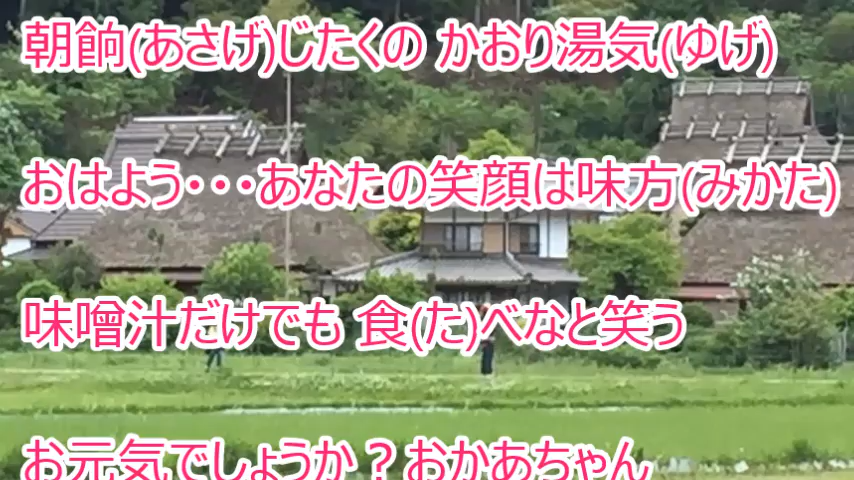 朝餉(あさげ)じたくの かおり湯気(ゆげ)
おはよう・・・あなたの笑顔は味方(みかた)
味噌汁だけでも 食(た)べなと笑う
お元気でしょうか？おかあちゃん